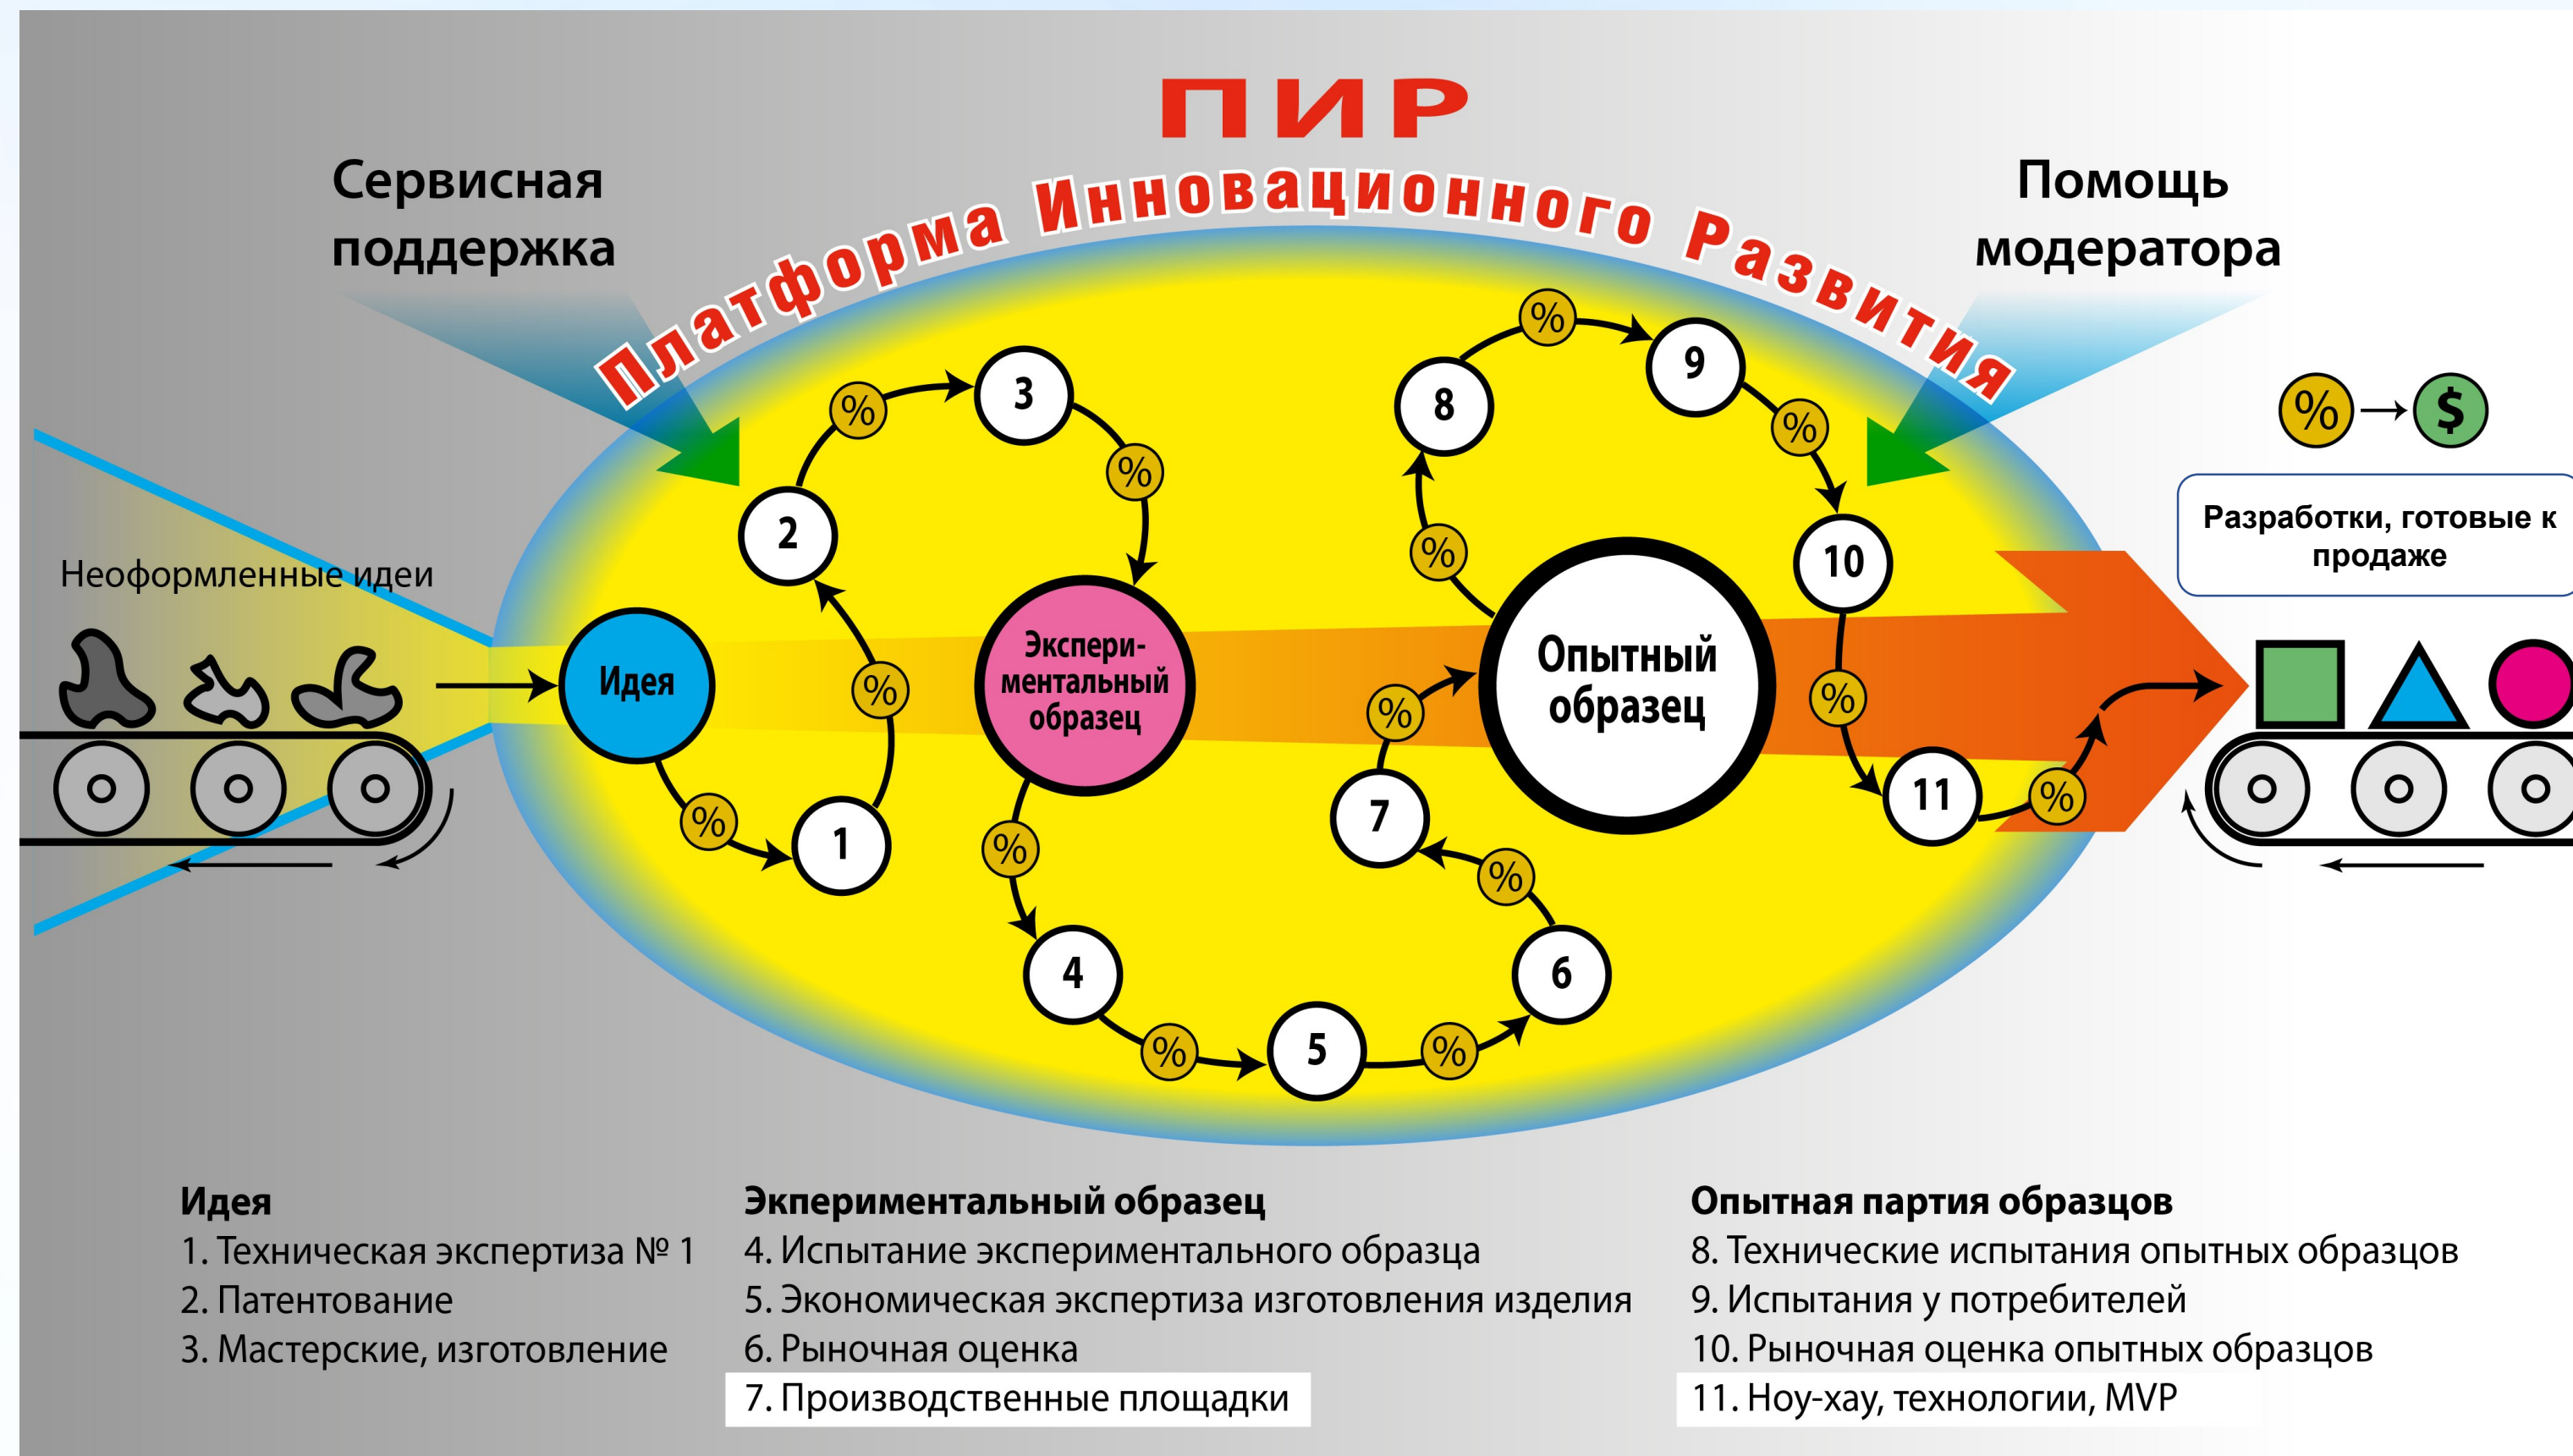 ПИР
Платформа Инновационного Развития
Сервисная
поддержка
Помощь
модератора
Неоформленные идеи
Идея
1
%
2
%
3
%
%
Экспери-
ментальный
образец
%
4
%
5
%
6
%
7
%
Опытный
образец
%
8
%
9
%
10
%
11
%
% → $
Разработки, готовые к
продаже
Идея
1. Техническая экспертиза № 1
2. Патентование
3. Мастерские, изготовление
Экпериментальный образец
4. Испытание экспериментального образца
5. Экономическая экспертиза изготовления изделия
6. Рыночная оценка
7. Производственные площадки
Опытная партия образцов
8. Технические испытания опытных образцов
9. Испытания у потребителей
10. Рыночная оценка опытных образцов
11. Ноу-хау, технологии, MVP